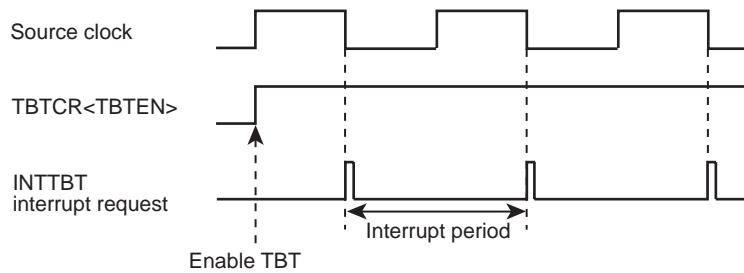 Source clock
TBTCR<TBTEN>
INTTBT
interrupt request
Interrupt period
Enable TBT